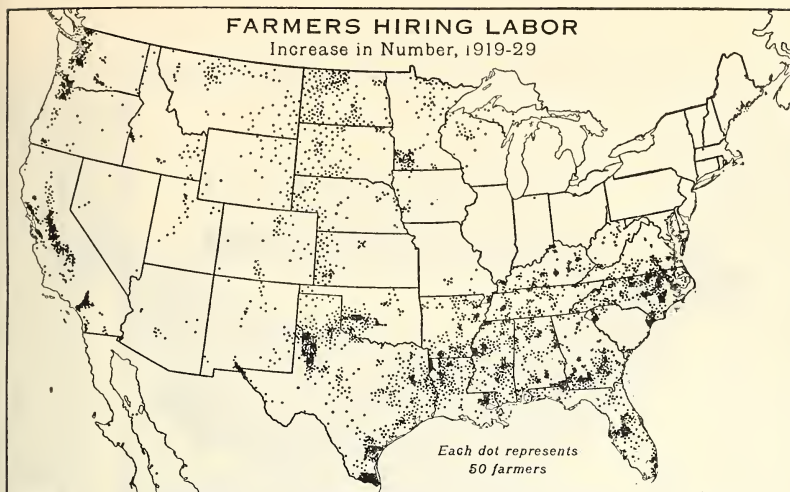 FARMERS HIRING LABOR
Increase in Number, 1919-29
Each dot represents
50 farmers